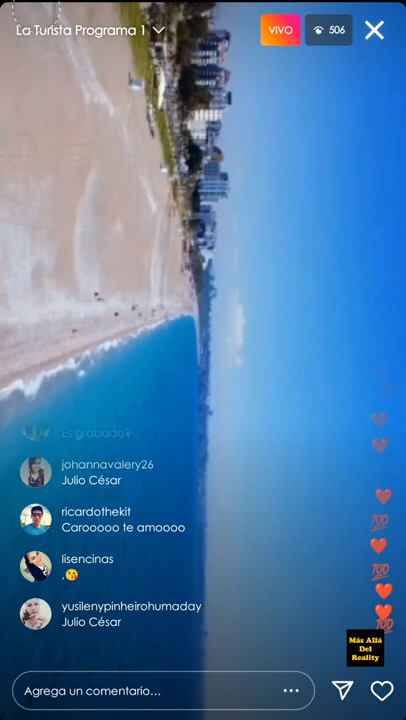 La Turista Programa 1
VIVO
506
Es grabado?
johannavalery26
Julio César
ricardothekit
Carooooo te amoooo
lisencinas
,😘
yusilenypinheirohumaday
Julio César
💯
💯
💯
Más Allá
Del
Reality
Agrega un comentario...